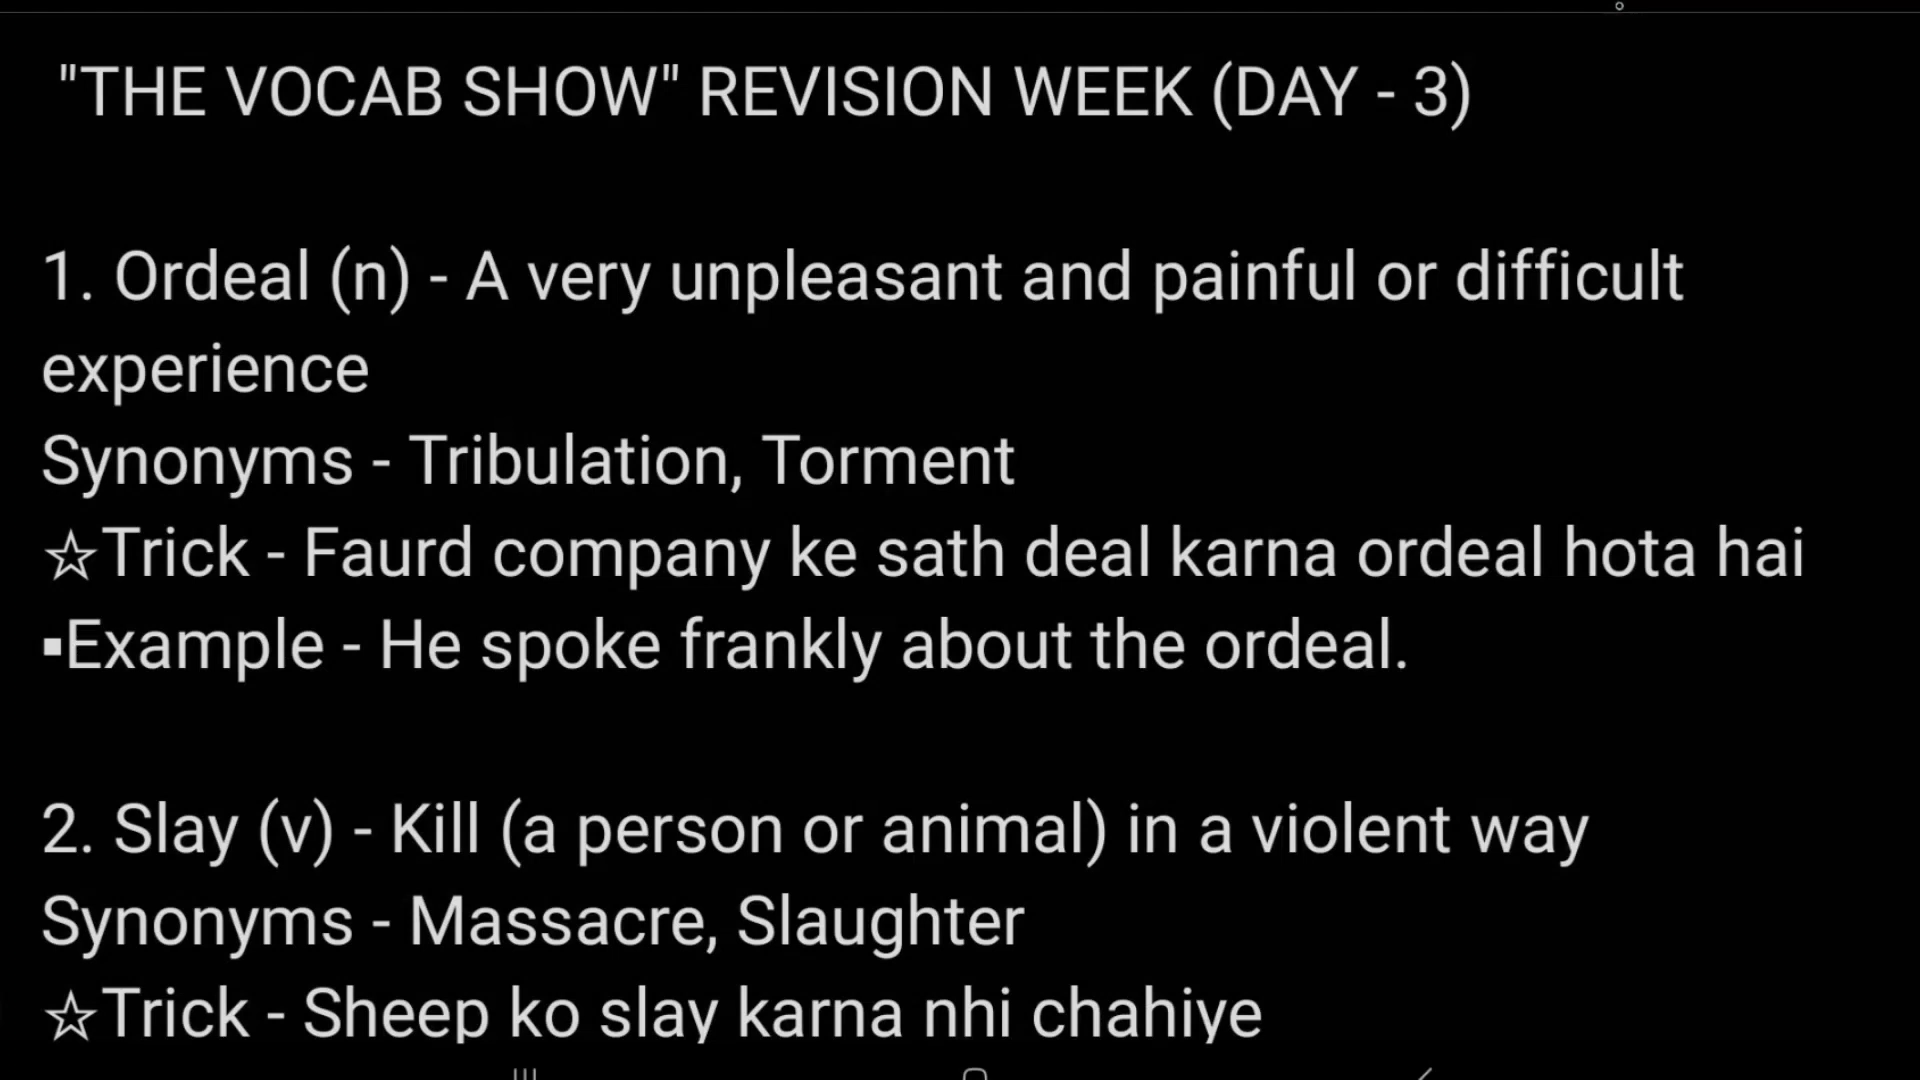 "THE VOCAB SHOW" REVISION WEEK (DAY - 3)
1. Ordeal (n) - A very unpleasant and painful or difficult
experience
Synonyms - Tribulation, Torment
☆Trick - Faurd company ke sath deal karna ordeal hota hai
▪Example - He spoke frankly about the ordeal.
2. Slay (v) - Kill (a person or animal) in a violent way
Synonyms - Massacre, Slaughter
☆Trick - Sheep ko slay karna nhi chahiye